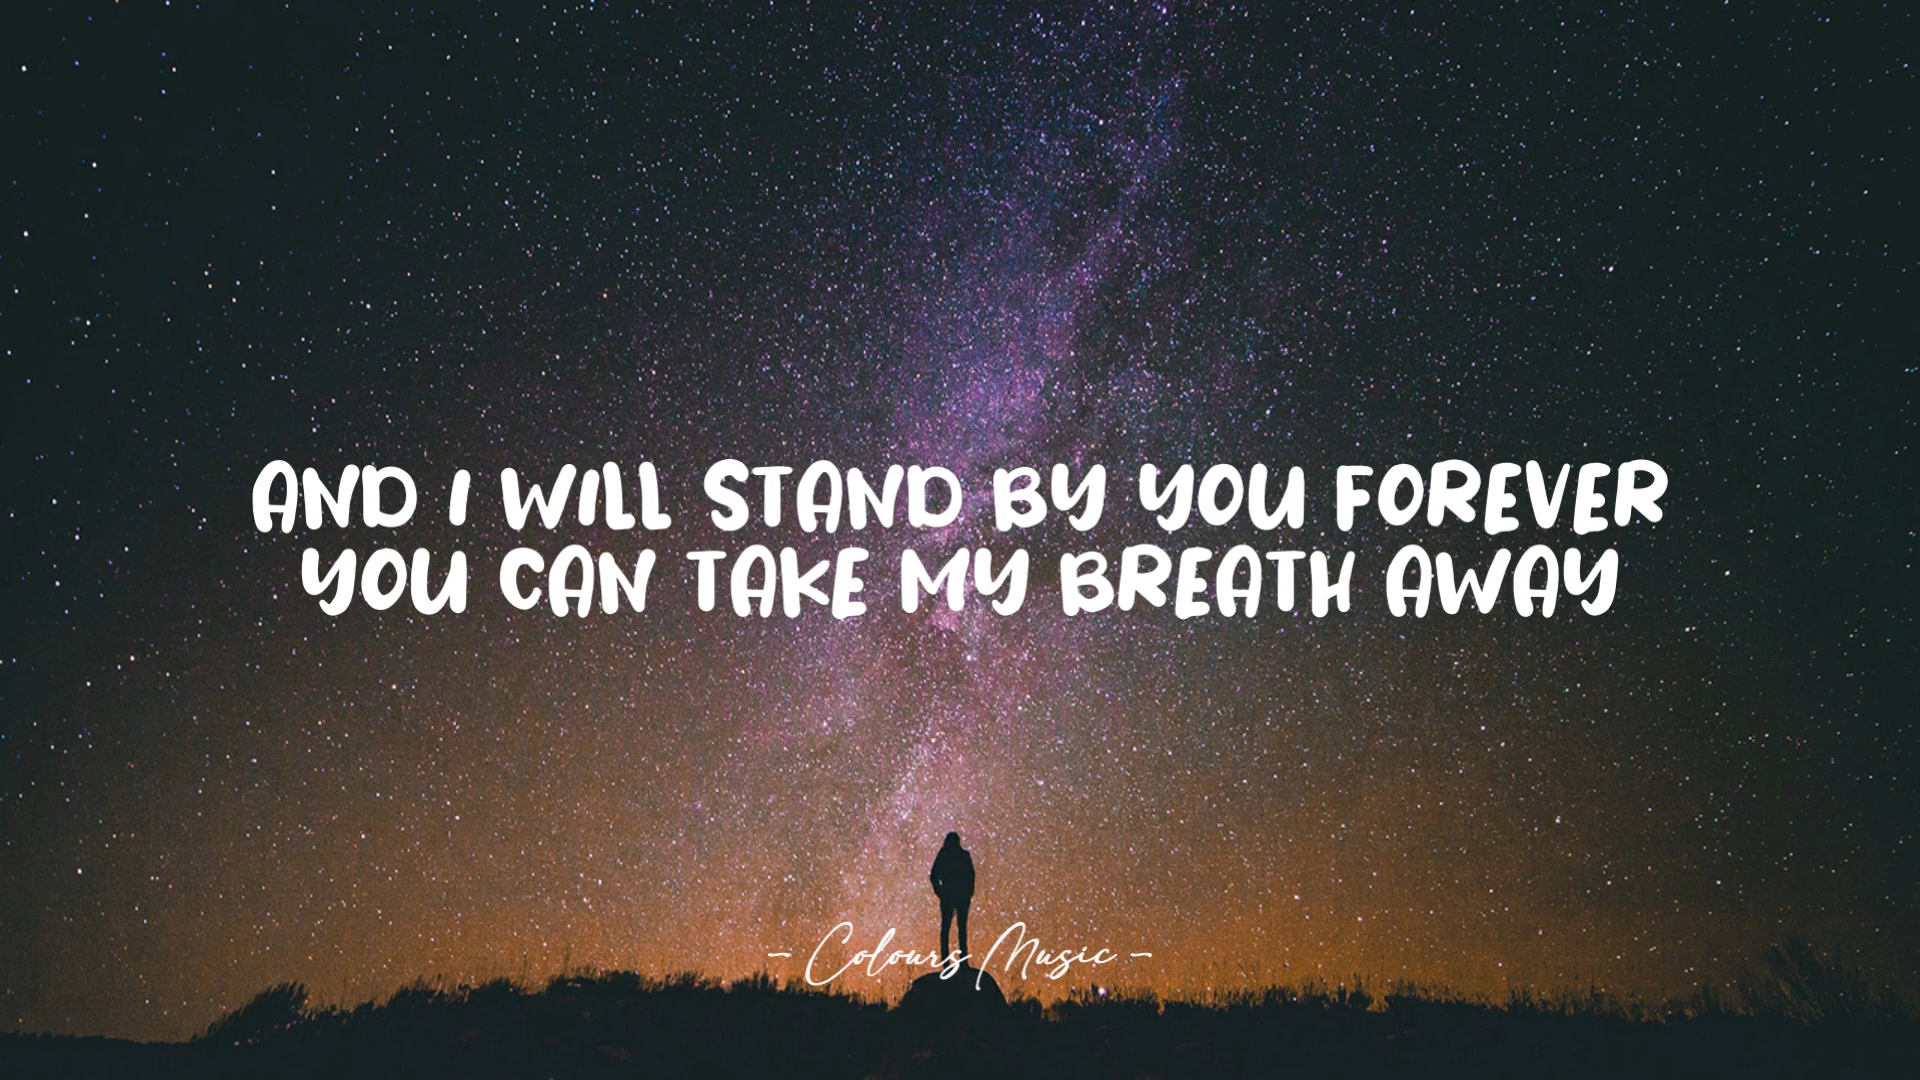 AND I WILL STAND BY YOU FOREVER
YOU CAN TAKE MY BREATH AWAY
- Colours Music -